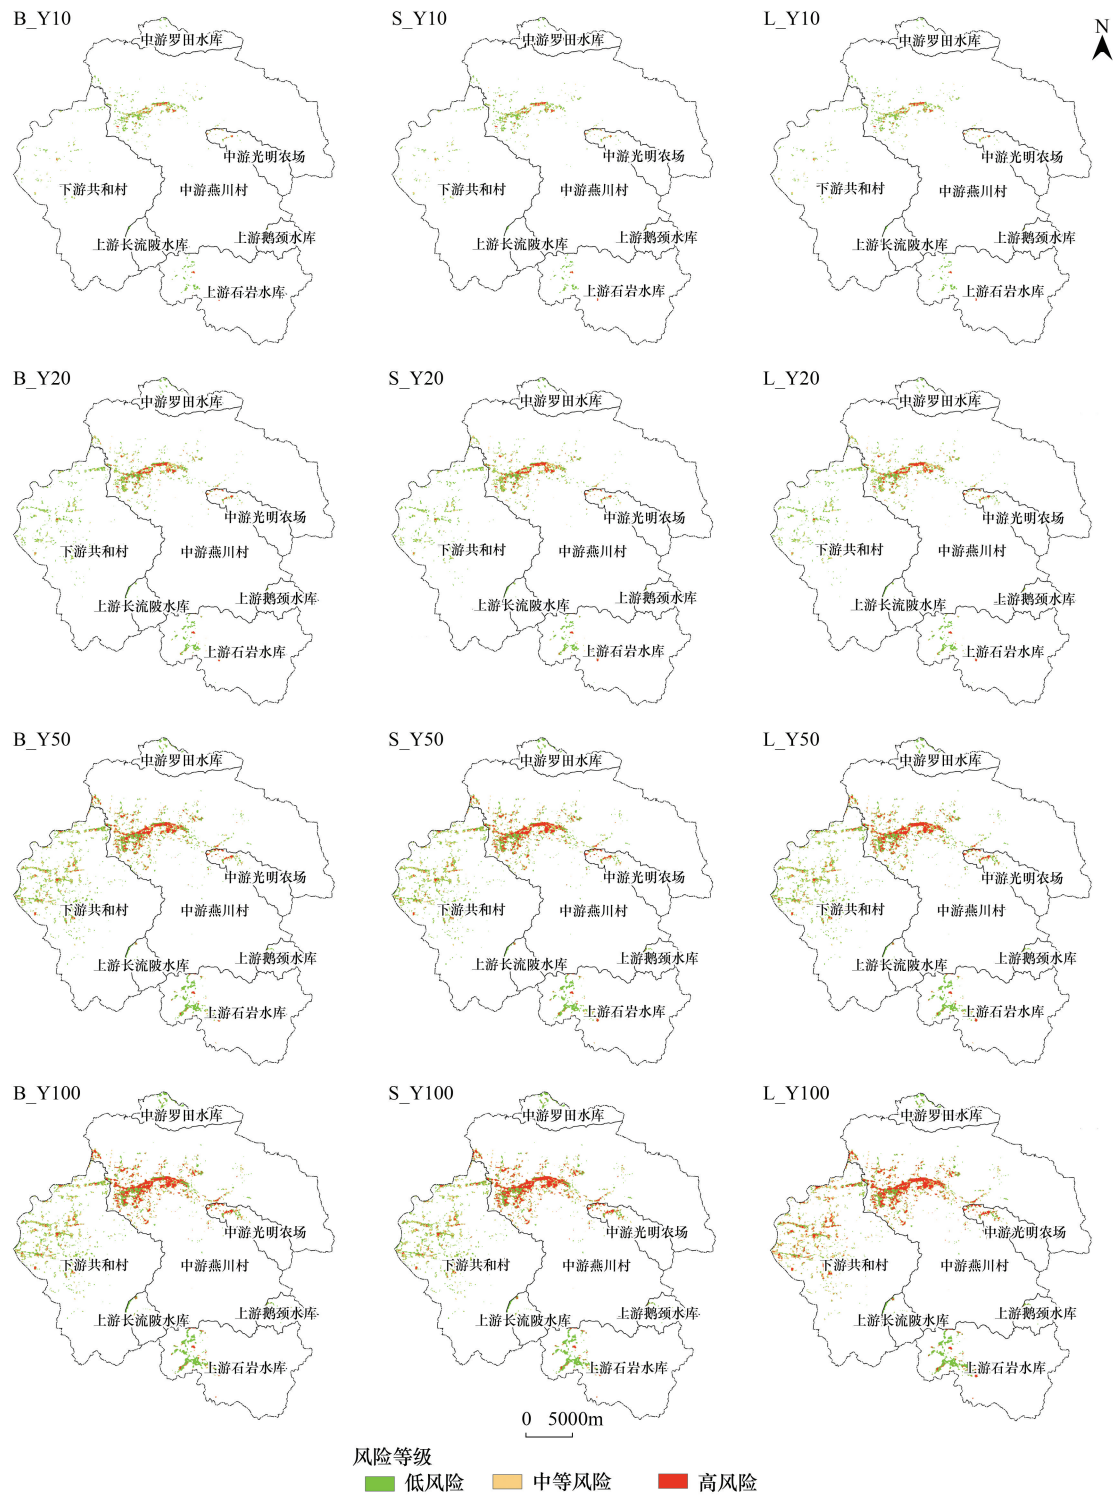 B_Y10
S_Y10
L_Y10
N
中游罗田水库
中游罗田水库
中游罗田水库
中游光明农场
中游光明农场
中游光明农场
下游共和村
中游燕川村
下游共和村
中游燕川村
下游共和村
中游燕川村
上游长流陂水库
上游鹅颈水库
上游长流陂水库
上游鹅颈水库
上游长流陂水库
上游鹅颈水库
上游石岩水库
上游石岩水库
上游石岩水库
B_Y20
S_Y20
L_Y20
中游罗田水库
中游罗田水库
中游罗田水库
中游光明农场
中游光明农场
中游光明农场
下游共和村
中游燕川村
下游共和村
中游燕川村
下游共和村
中游燕川村
上游长流陂水库
上游鹅颈水库
上游长流陂水库
上游鹅颈水库
上游长流陂水库
上游鹅颈水库
上游石岩水库
上游石岩水库
上游石岩水库
B_Y50
S_Y50
L_Y50
中游罗田水库
中游罗田水库
中游罗田水库
中游光明农场
中游光明农场
中游光明农场
下游共和村
中游燕川村
下游共和村
中游燕川村
下游共和村
中游燕川村
上游长流陂水库
上游鹅颈水库
上游长流陂水库
上游鹅颈水库
上游长流陂水库
上游鹅颈水库
上游石岩水库
上游石岩水库
上游石岩水库
B_Y100
S_Y100
L_Y100
中游罗田水库
中游罗田水库
中游罗田水库
中游光明农场
中游光明农场
中游光明农场
下游共和村
中游燕川村
下游共和村
中游燕川村
下游共和村
中游燕川村
上游长流陂水库
上游鹅颈水库
上游长流陂水库
上游鹅颈水库
上游长流陂水库
上游鹅颈水库
上游石岩水库
上游石岩水库
上游石岩水库
0 5000m
风险等级
低风险
中等风险
高风险